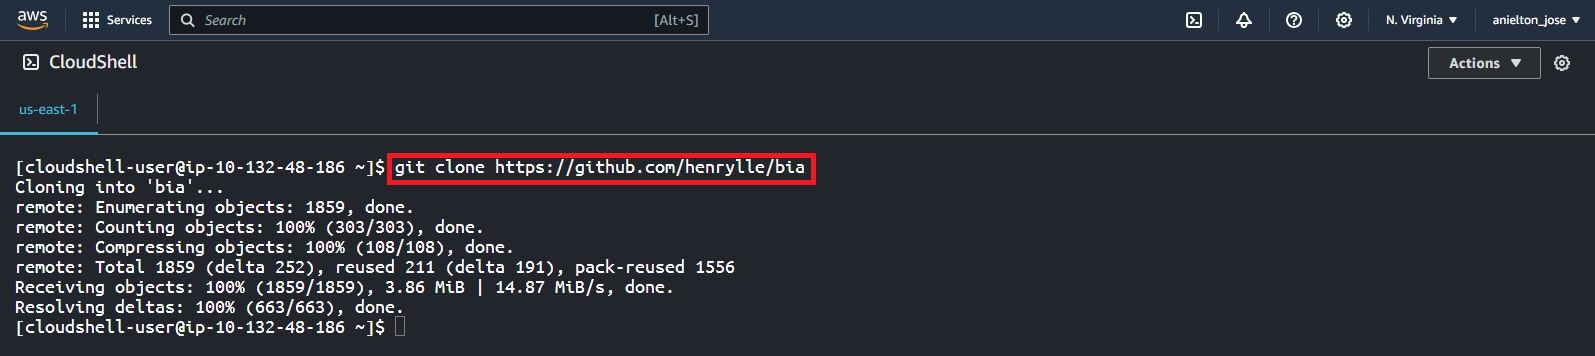 aws Services Search [Alt+S] N. Virginia anielton_jose
CloudShell Actions
us-east-1
[cloudshell-user@ip-10-132-48-186 ~]$ git clone https://github.com/henrylle/bia
Cloning into 'bia'...
remote: Enumerating objects: 1859, done.
remote: Counting objects: 100% (303/303), done.
remote: Compressing objects: 100% (108/108), done.
remote: Total 1859 (delta 252), reused 211 (delta 191), pack-reused 1556
Receiving objects: 100% (1859/1859), 3.86 MiB | 14.87 MiB/s, done.
Resolving deltas: 100% (663/663), done.
[cloudshell-user@ip-10-132-48-186 ~]$